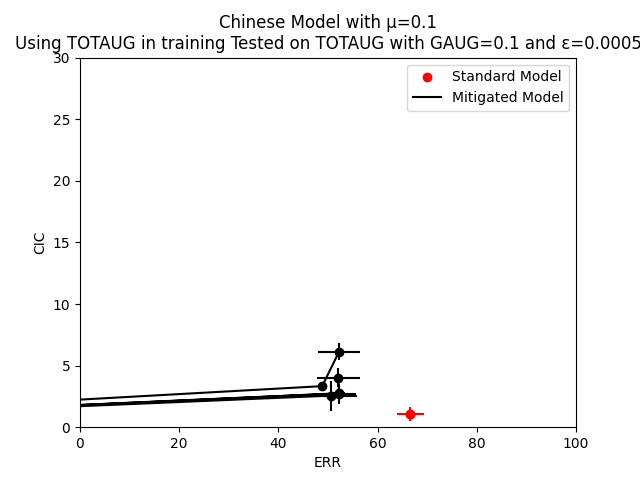 Chinese Model with μ=0.1
Using TOTAUG in training Tested on TOTAUG with GAUG=0.1 and ε=0.0005
Standard Model
Mitigated Model
30
25
20
15
10
5
0
CIC
0 20 40 60 80 100
ERR